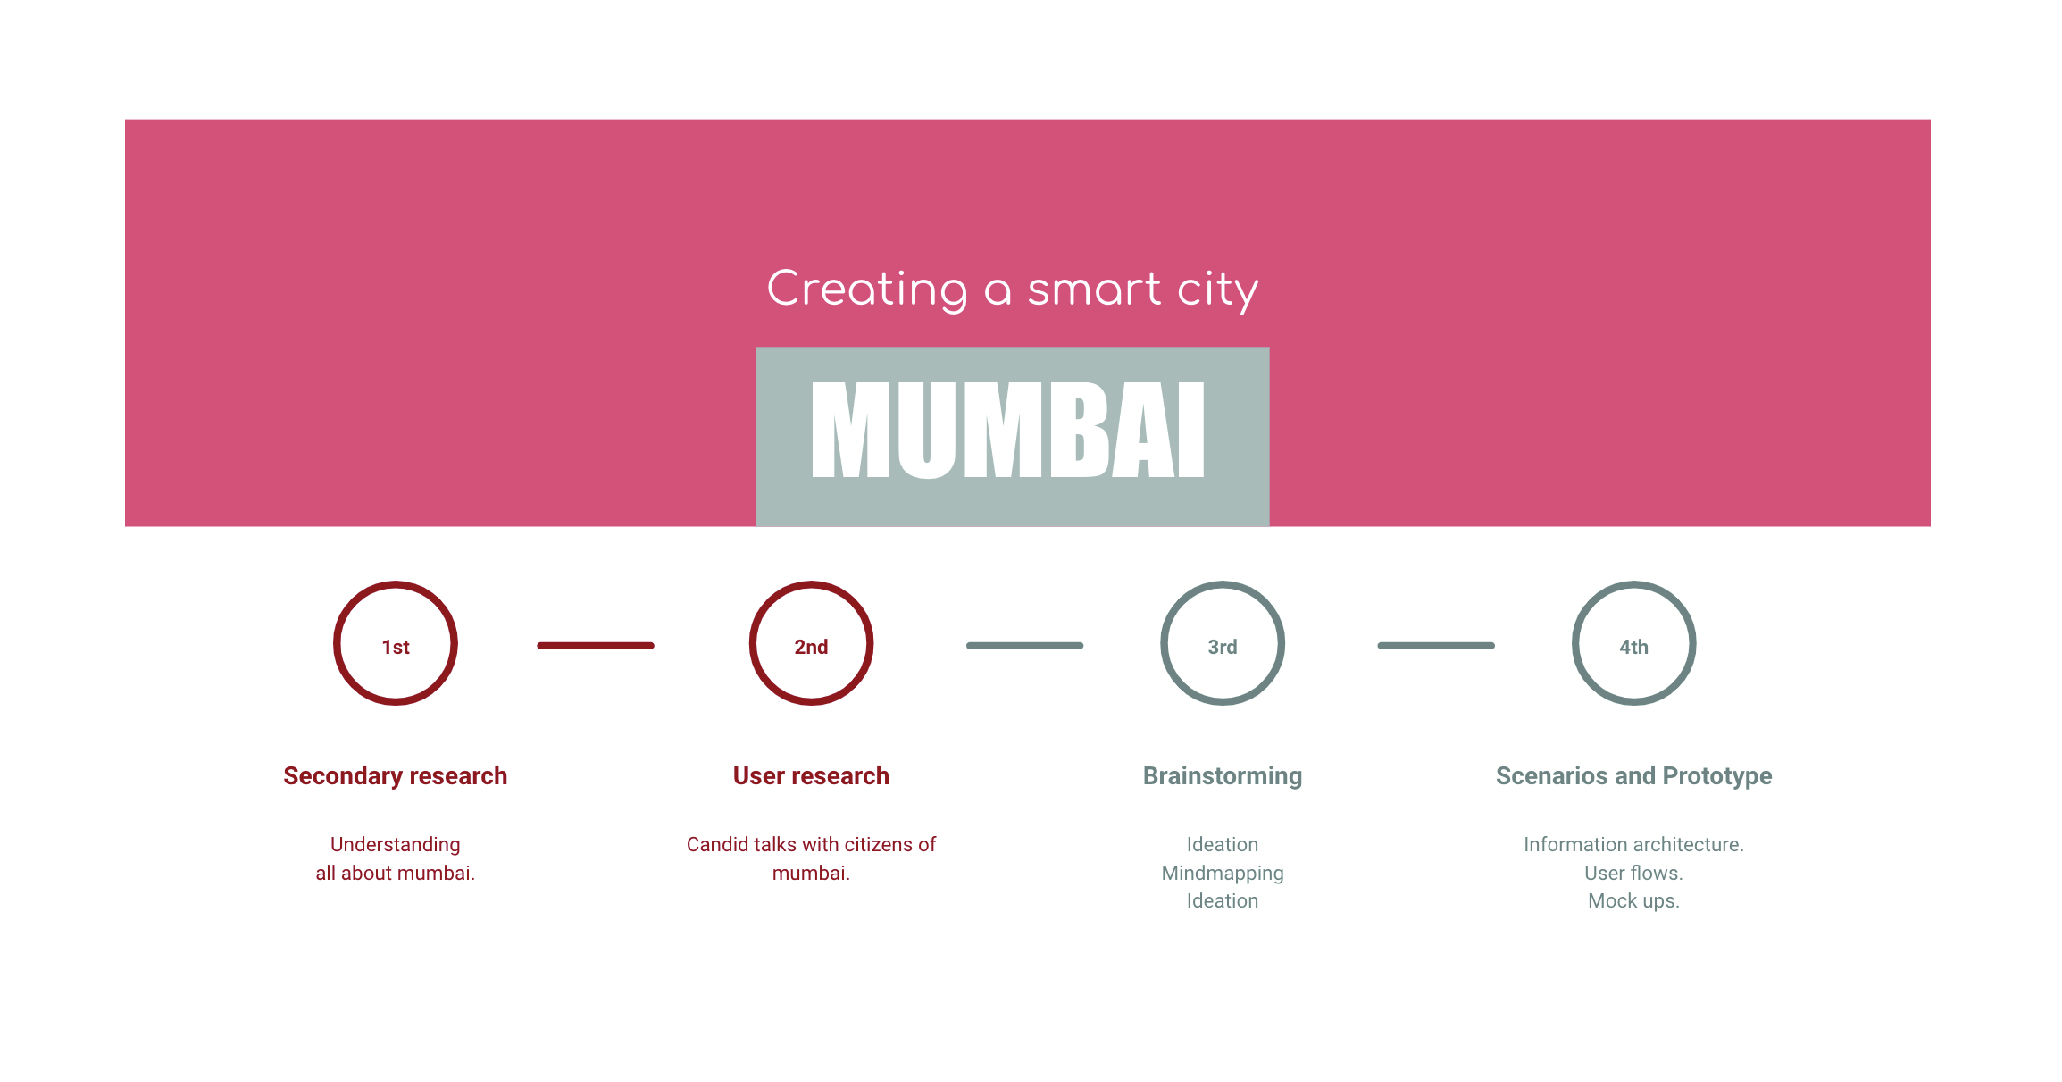 Creating a smart city
MUMBAI
1st
2nd
3rd
4th
Secondary research
User research
Brainstorming
Scenarios and Prototype
Understanding
all about mumbai.
Candid talks with citizens of
mumbai.
Ideation
Mindmapping
Ideation
Information architecture.
User flows.
Mock ups.